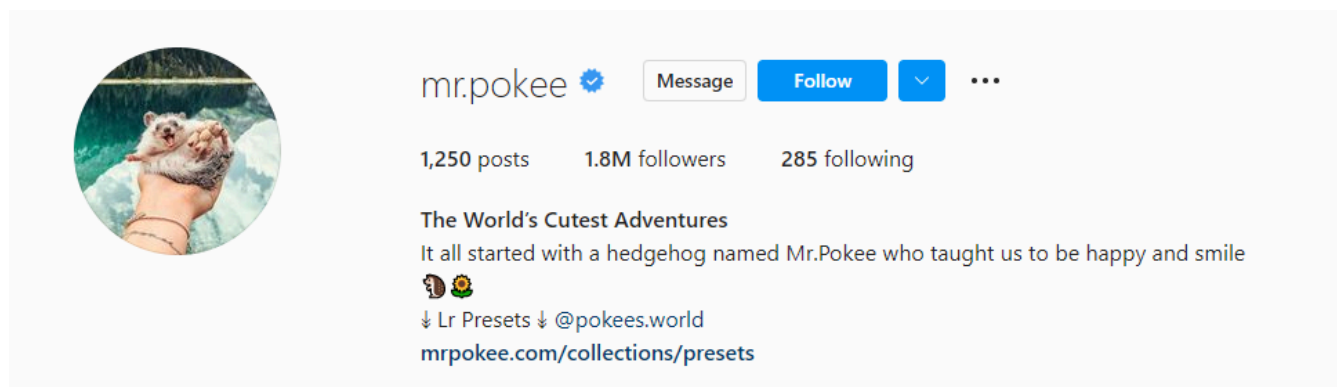 mr.pokee Message Follow
1,250 posts 1.8M followers 285 following
The World’s Cutest Adventures
It all started with a hedgehog named Mr.Pokee who taught us to be happy and smile
🦔🌻
↡ Lr Presets ↡ @pokees.world
mrpokee.com/collections/presets